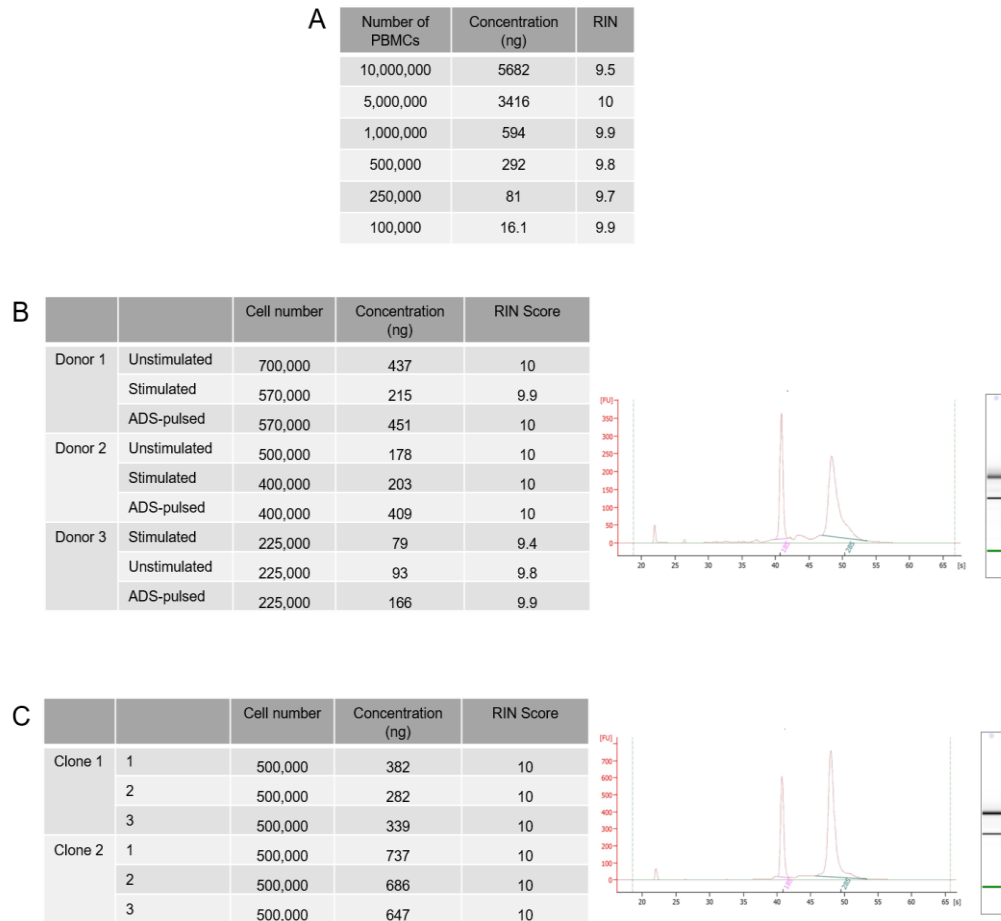 A
Number of PBMCs Concentration (ng) RIN
10,000,000 5682 9.5
5,000,000 3416 10
1,000,000 594 9.9
500,000 292 9.8
250,000 81 9.7
100,000 16.1 9.9
B
Cell number Concentration (ng) RIN Score
Donor 1 Unstimulated 700,000 437 10
Stimulated 570,000 215 9.9
ADS-pulsed 570,000 451 10
Donor 2 Unstimulated 500,000 178 10
Stimulated 400,000 203 10
ADS-pulsed 400,000 409 10
Donor 3 Stimulated 225,000 79 9.4
Unstimulated 225,000 93 9.8
ADS-pulsed 225,000 166 9.9
[FU]
350
300
250
200
150
100
50
0
18S
28S
20 25 30 35 40 45 50 55 60 65 [s]
C
Cell number Concentration (ng) RIN Score
Clone 1 1 500,000 382 10
2 500,000 282 10
3 500,000 339 10
Clone 2 1 500,000 737 10
2 500,000 686 10
3 500,000 647 10
[FU]
700
600
500
400
300
200
100
0
18S
28S
20 25 30 35 40 45 50 55 60 65 [s]